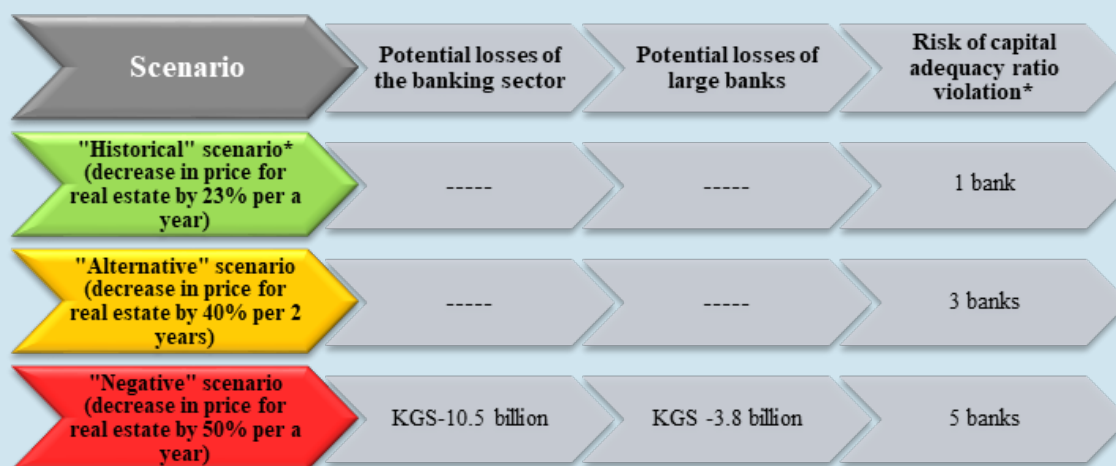 Scenario
Potential losses of
the banking sector
Potential losses of
large banks
Risk of capital
adequacy ratio
violation*
"Historical" scenario*
(decrease in price for
real estate by 23% per a
year)
-----
-----
1 bank
"Alternative" scenario
(decrease in price for
real estate by 40% per 2
years)
-----
-----
3 banks
"Negative" scenario
(decrease in price for
real estate by 50% per a
year)
KGS-10.5 billion
KGS -3.8 billion
5 banks